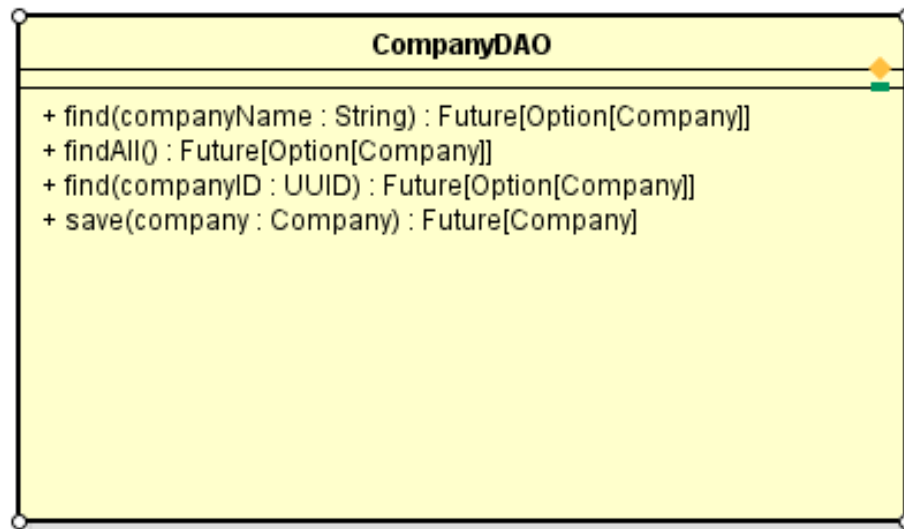 CompanyDAO
+ find(companyName : String) : Future[Option[Company]]
+ findAll() : Future[Option[Company]]
+ find(companyID : UUID) : Future[Option[Company]]
+ save(company : Company) : Future[Company]